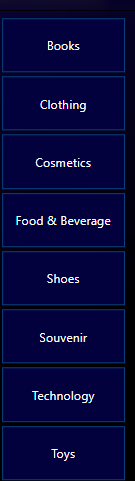 Books
Clothing
Cosmetics
Food & Beverage
Shoes
Souvenir
Technology
Toys